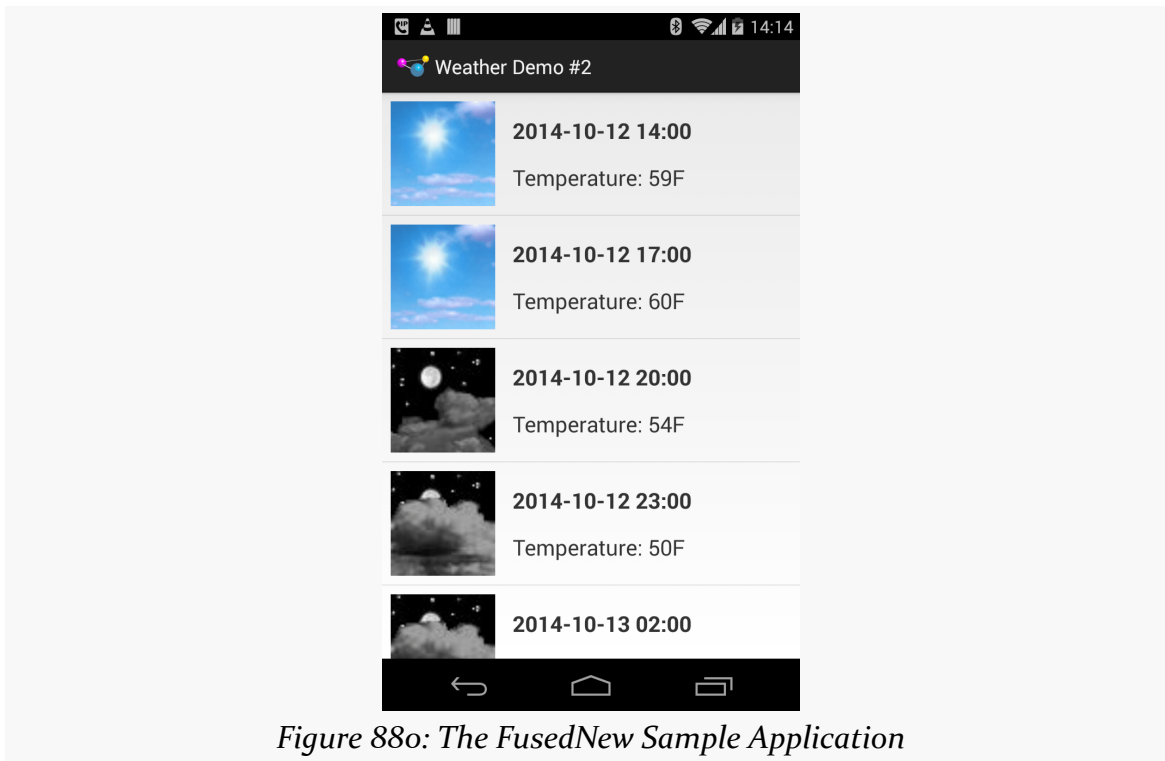 14:14
Weather Demo #2
2014-10-12 14:00
Temperature: 59F
2014-10-12 17:00
Temperature: 60F
2014-10-12 20:00
Temperature: 54F
2014-10-12 23:00
Temperature: 50F
2014-10-13 02:00
Figure 880: The FusedNew Sample Application